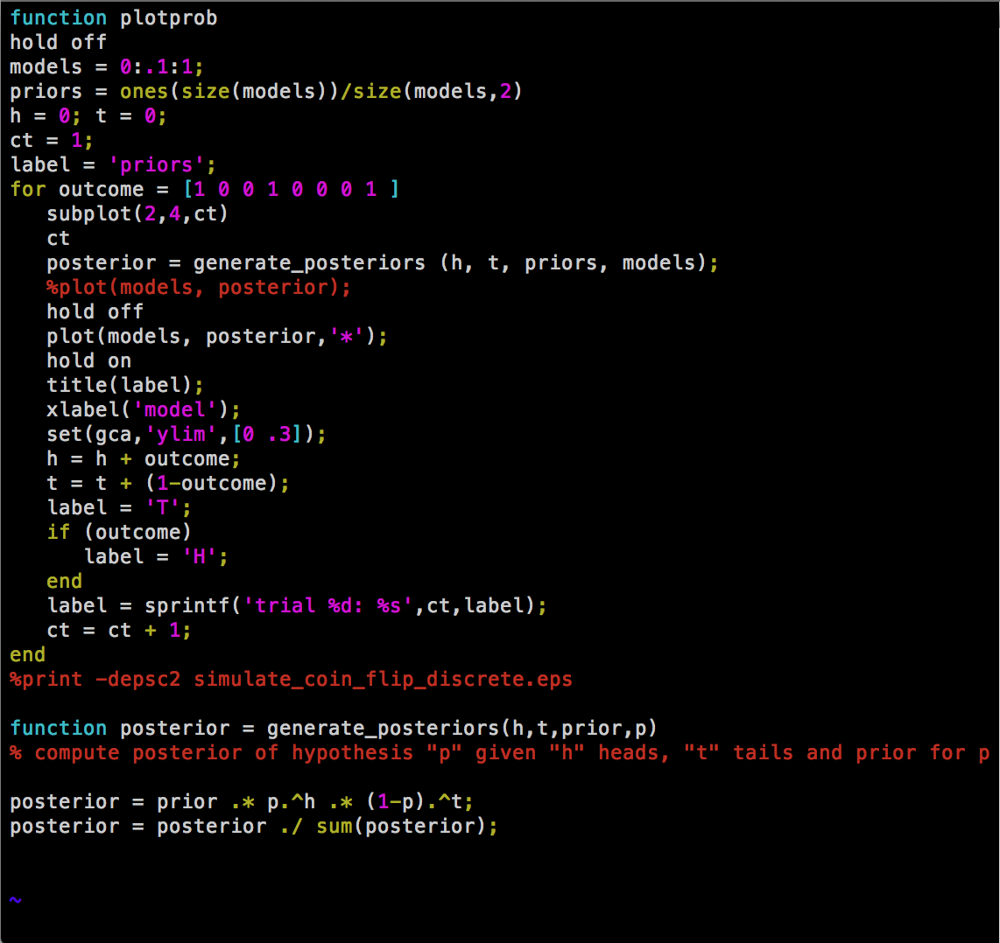 function plotprob
hold off
models = 0:.1:1;
priors = ones(size(models))/size(models,2)
h = 0; t = 0;
ct = 1;
label = 'priors';
for outcome = [1 0 0 1 0 0 0 1 ]
   subplot(2,4,ct)
   ct
   posterior = generate_posteriors (h, t, priors, models);
   %plot(models, posterior);
   hold off
   plot(models, posterior,'*');
   hold on
   title(label);
   xlabel('model');
   set(gca,'ylim',[0 .3]);
   h = h + outcome;
   t = t + (1-outcome);
   label = 'T';
   if (outcome)
      label = 'H';
   end
   label = sprintf('trial %d: %s',ct,label);
   ct = ct + 1;
end
%print -depsc2 simulate_coin_flip_discrete.eps

function posterior = generate_posteriors(h,t,prior,p)
% compute posterior of hypothesis "p" given "h" heads, "t" tails and prior for p

posterior = prior .* p.^h .* (1-p).^t;
posterior = posterior ./ sum(posterior);

~